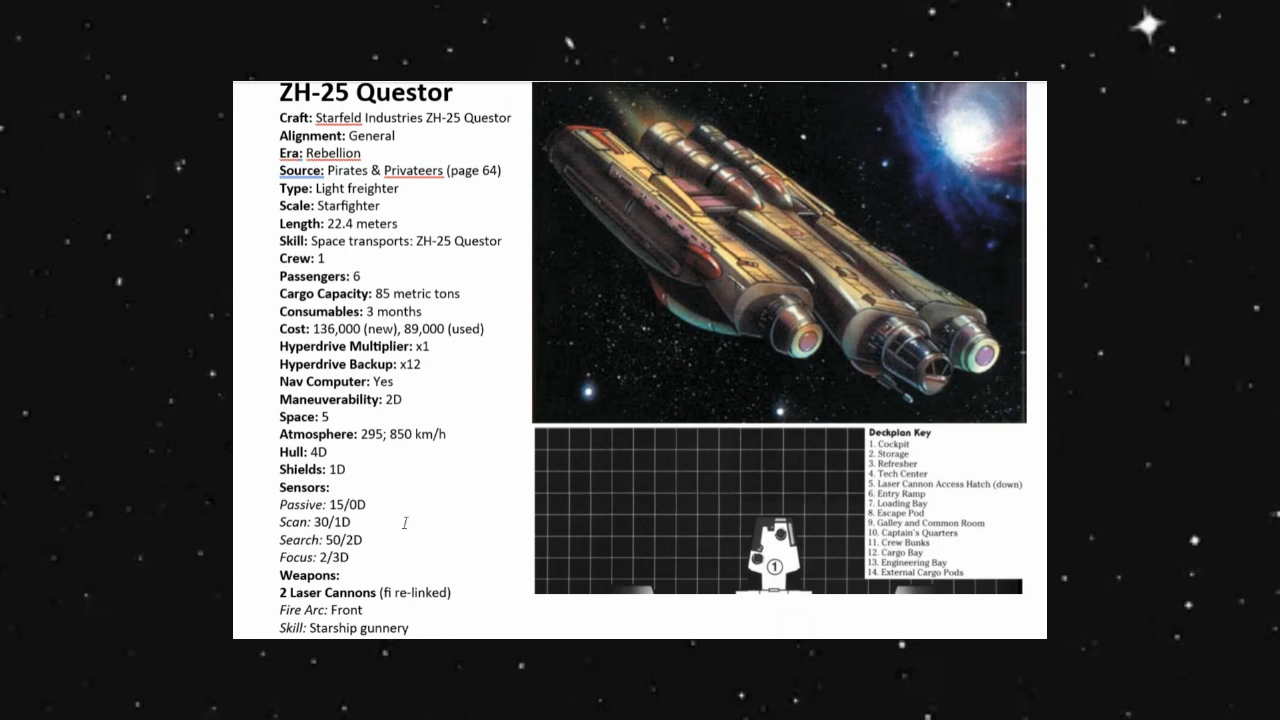 ZH-25 Questor
Craft: Starfeld Industries ZH-25 Questor
Alignment: General
Era: Rebellion
Source: Pirates & Privateers (page 64)
Type: Light freighter
Scale: Starfighter
Length: 22.4 meters
Skill: Space transports: ZH-25 Questor
Crew: 1
Passengers: 6
Cargo Capacity: 85 metric tons
Consumables: 3 months
Cost: 136,000 (new), 89,000 (used)
Hyperdrive Multiplier: x1
Hyperdrive Backup: x12
Nav Computer: Yes
Maneuverability: 2D
Space: 5
Atmosphere: 295; 850 km/h
Hull: 4D
Shields: 1D
Sensors:
Passive: 15/0D
Scan: 30/1D
Search: 50/2D
Focus: 2/3D
Weapons:
2 Laser Cannons (fi re-linked)
Fire Arc: Front
Skill: Starship gunnery
Deckplan Key
1. Cockpit
2. Storage
3. Refresher
4. Tech Center
5. Laser Cannon Access Hatch (down)
6. Entry Ramp
7. Loading Bay
8. Escape Pod
9. Galley and Common Room
10. Captain's Quarters
11. Crew Bunks
12. Cargo Bay
13. Engineering Bay
14. External Cargo Pods
1